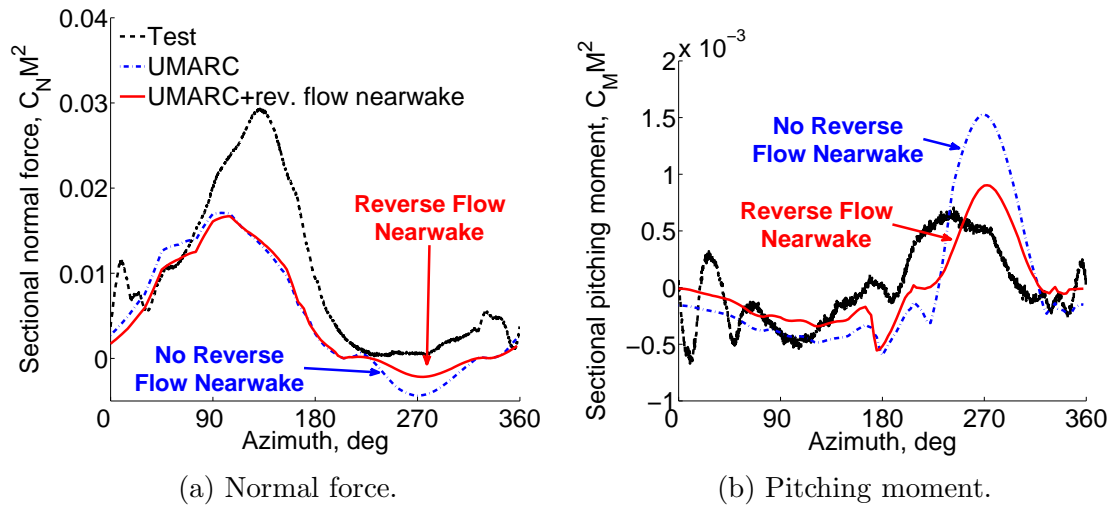 0.04
0.03
0.02
0.01
0
Sectional normal force, C_N M^2
Test
UMARC
UMARC+rev. flow nearwake
Reverse Flow
Nearwake
No Reverse
Flow Nearwake
0 90 180 270 360
Azimuth, deg
(a) Normal force.
2 x 10^-3
1.5
1
0.5
0
−0.5
−1
Sectional pitching moment, C_M M^2
No Reverse
Flow Nearwake
Reverse Flow
Nearwake
0 90 180 270 360
Azimuth, deg
(b) Pitching moment.